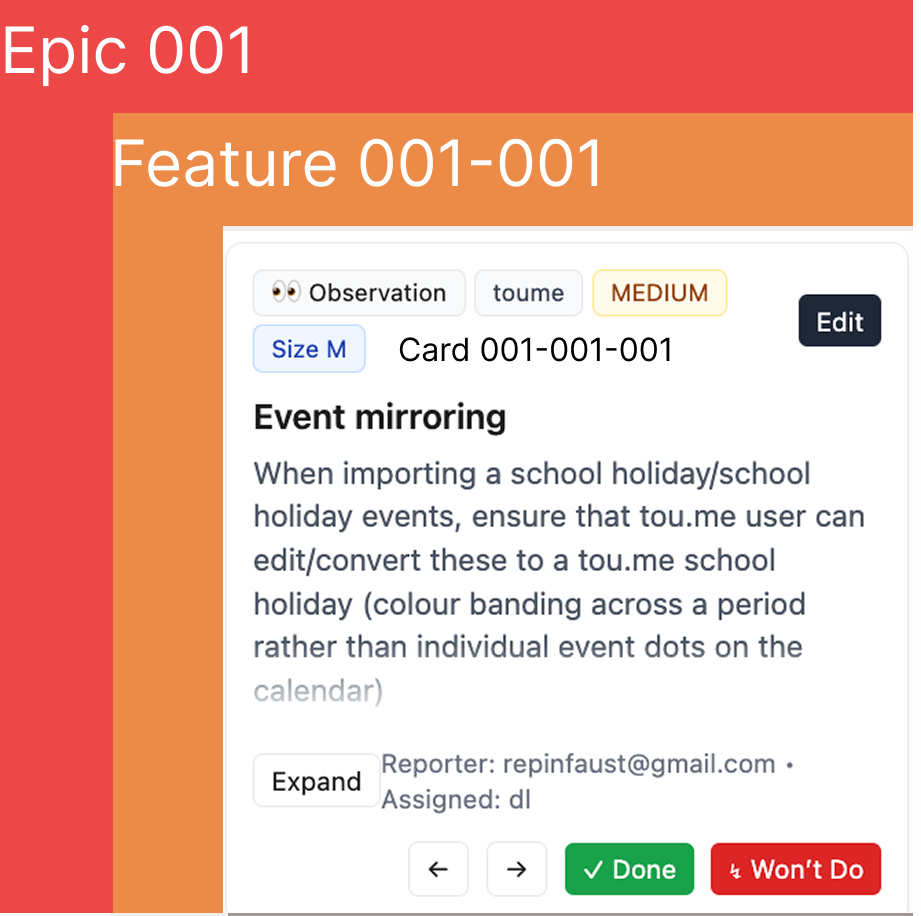 Epic 001
Feature 001-001
👀 Observation toume MEDIUM
Edit
Size M Card 001-001-001
Event mirroring
When importing a school holiday/school
holiday events, ensure that tou.me user can
edit/convert these to a tou.me school
holiday (colour banding across a period
rather than individual event dots on the
calendar)
Expand
Reporter: repinfaust@gmail.com •
Assigned: dl
← → ✓ Done ↯ Won't Do